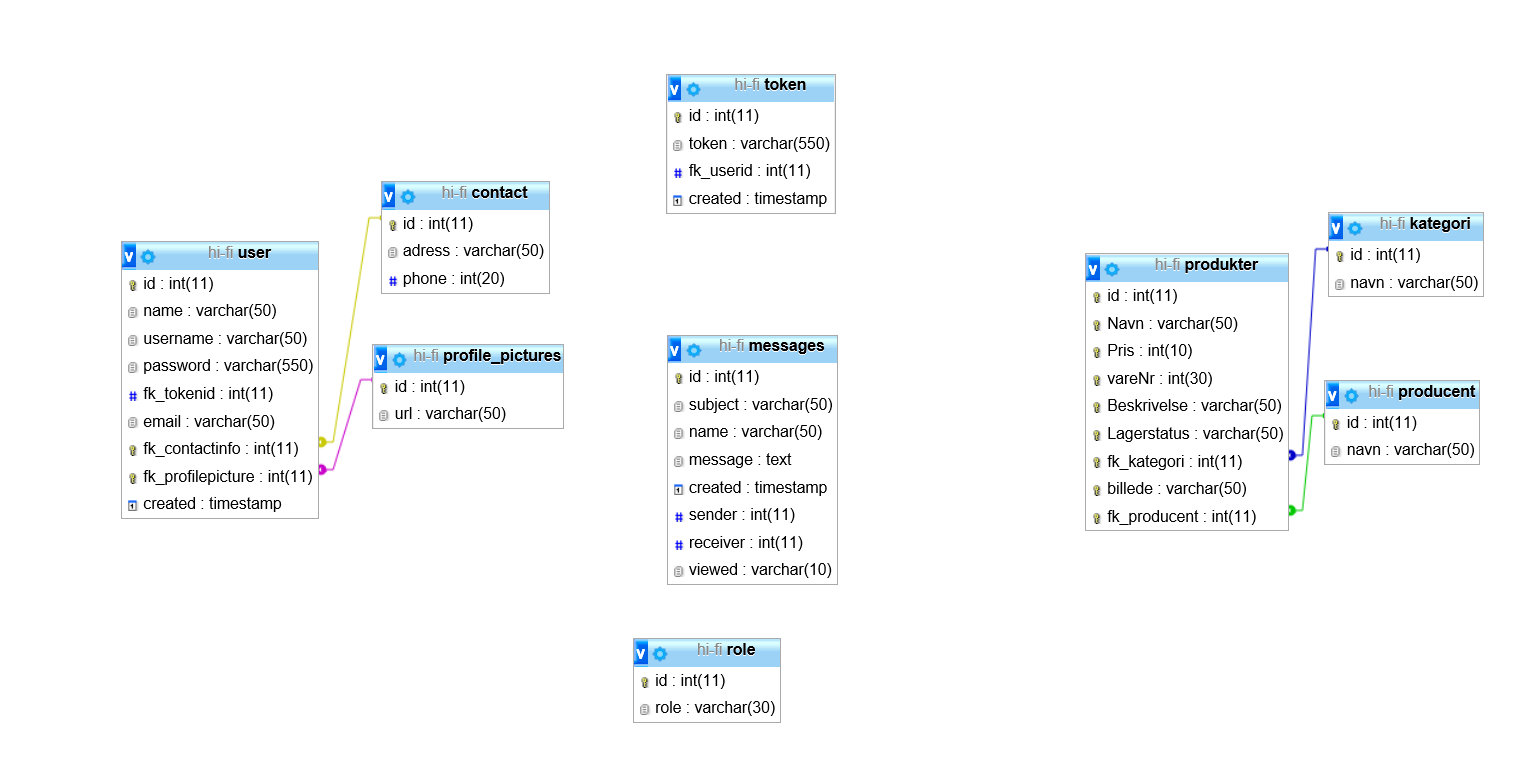 hi-fi token
id : int(11)
token : varchar(550)
fk_userid : int(11)
created : timestamp
hi-fi contact
id : int(11)
adress : varchar(50)
phone : int(20)
hi-fi user
id : int(11)
name : varchar(50)
username : varchar(50)
password : varchar(550)
fk_tokenid : int(11)
email : varchar(50)
fk_contactinfo : int(11)
fk_profilepicture : int(11)
created : timestamp
hi-fi profile_pictures
id : int(11)
url : varchar(50)
hi-fi messages
id : int(11)
subject : varchar(50)
name : varchar(50)
message : text
created : timestamp
sender : int(11)
receiver : int(11)
viewed : varchar(10)
hi-fi role
id : int(11)
role : varchar(30)
hi-fi produkter
id : int(11)
Navn : varchar(50)
Pris : int(10)
vareNr : int(30)
Beskrivelse : varchar(50)
Lagerstatus : varchar(50)
fk_kategori : int(11)
billede : varchar(50)
fk_producent : int(11)
hi-fi kategori
id : int(11)
navn : varchar(50)
hi-fi producent
id : int(11)
navn : varchar(50)